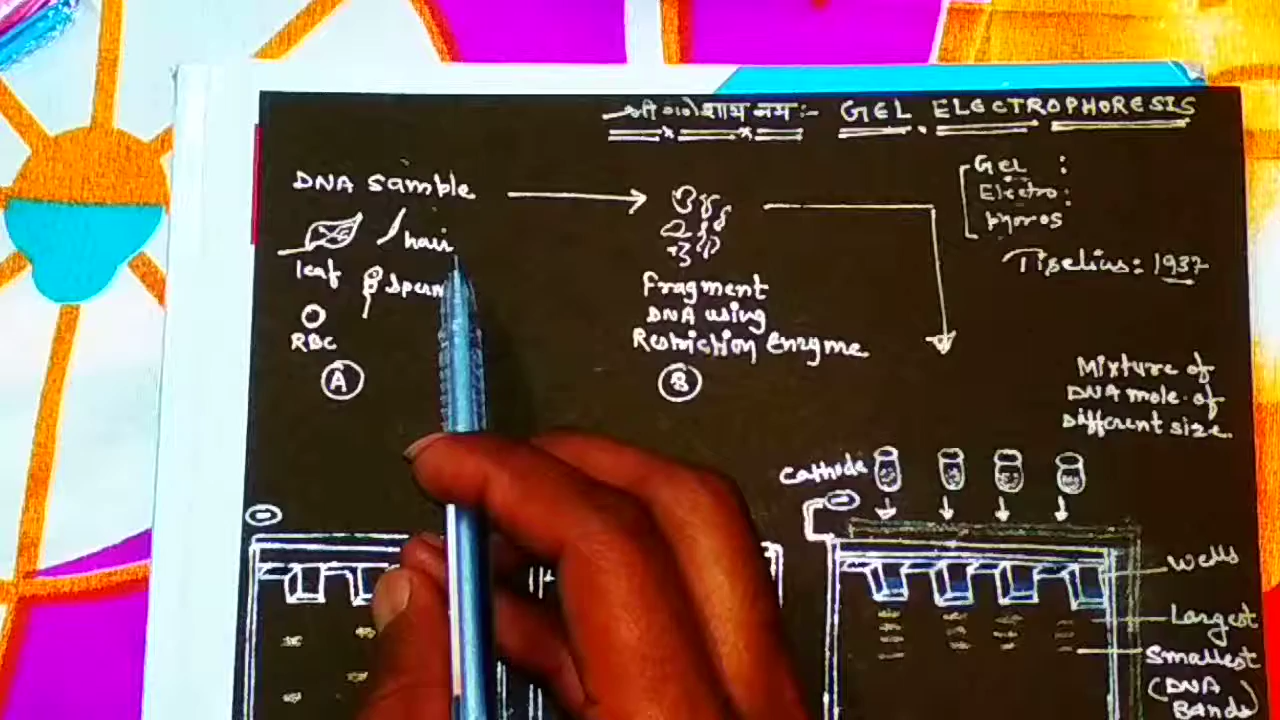 श्री गणेशाय नमः- GEL ELECTROPHORESIS
Gel :
Electro :
phoros
Tiselius: 1937
DNA sample
leaf
hair
sperm
RBC
A
Fragment
DNA using
Restriction Enzyme
B
Mixture of
DNA mole. of
different size.
Cathode
Wells
Largest
Smallest
(DNA
Bands)